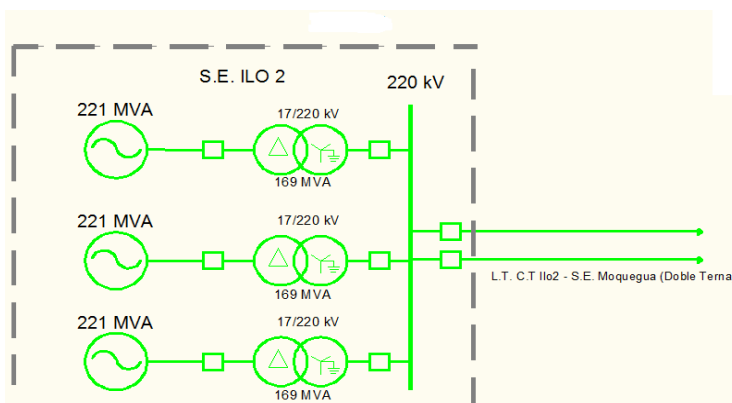 S.E. ILO 2
220 kV
221 MVA
17/220 kV
169 MVA
221 MVA
17/220 kV
169 MVA
L.T. C.T Ilo2 - S.E. Moquegua (Doble Terna
221 MVA
17/220 kV
169 MVA